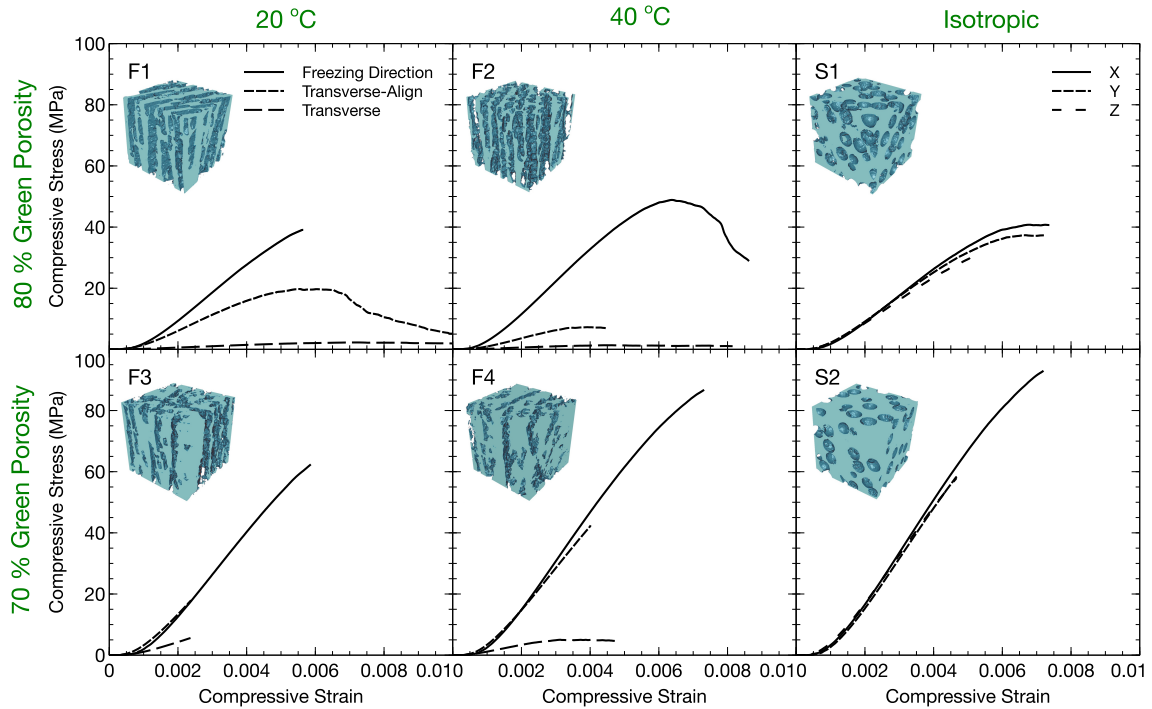 20 °C
40 °C
Isotropic
80 % Green Porosity
Compressive Stress (MPa)
100
80
60
40
20
F1
Freezing Direction
Transverse-Align
Transverse
F2
S1
X
Y
Z
70 % Green Porosity
Compressive Stress (MPa)
100
80
60
40
20
0
F3
F4
S2
0 0.002 0.004 0.006 0.008 0.010 0.002 0.004 0.006 0.008 0.010 0.002 0.004 0.006 0.008 0.01
Compressive Strain
Compressive Strain
Compressive Strain